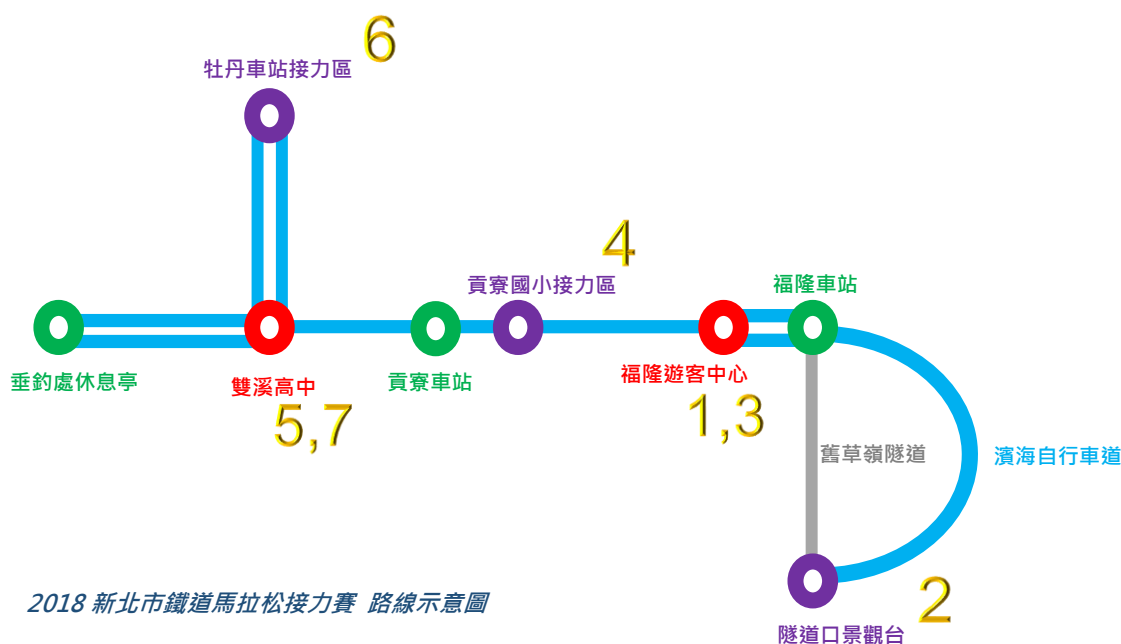 6
牡丹車站接力區
4
貢寮國小接力區
福隆車站
垂釣處休息亭
雙溪高中
5,7
貢寮車站
福隆遊客中心
1,3
舊草嶺隧道
濱海自行車道
2018 新北市鐵道馬拉松接力賽 路線示意圖
2
隧道口景觀台